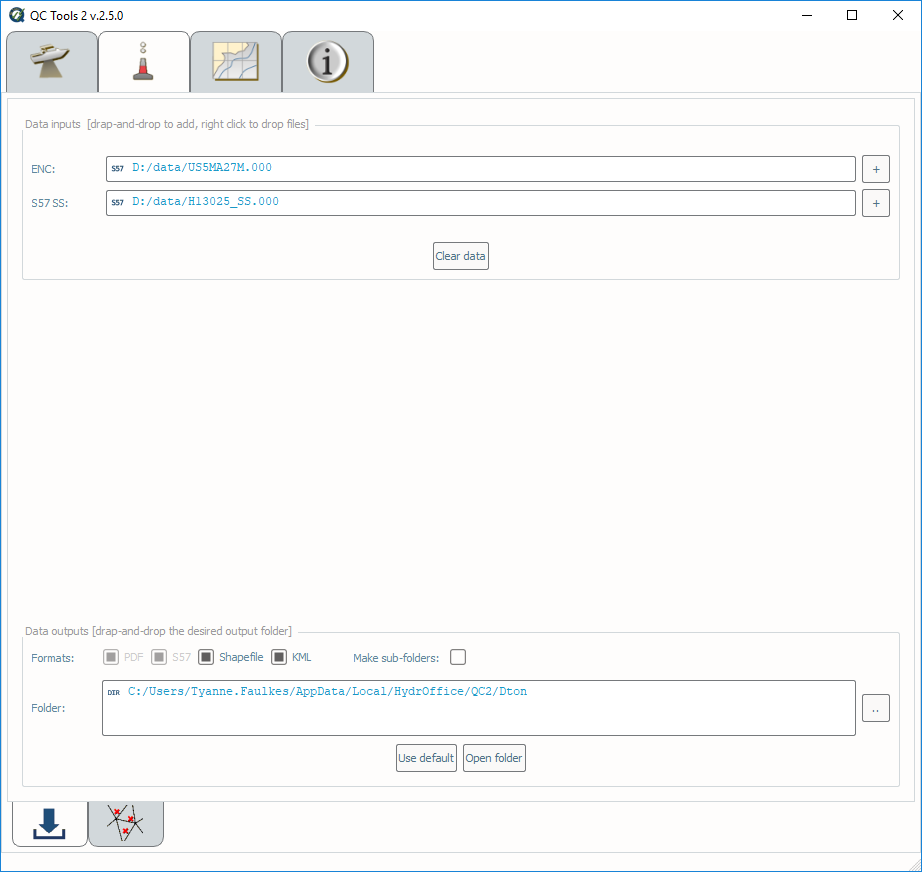 QC Tools 2 v.2.5.0
Data inputs [drap-and-drop to add, right click to drop files]
ENC: S57 D:/data/US5MA27M.000 +
S57 SS: S57 D:/data/H13025_SS.000 +
Clear data
Data outputs [drap-and-drop the desired output folder]
Formats: PDF S57 Shapefile KML Make sub-folders:
Folder: DIR C:/Users/Tyanne.Faulkes/AppData/Local/HydrOffice/QC2/Dton ..
Use default Open folder